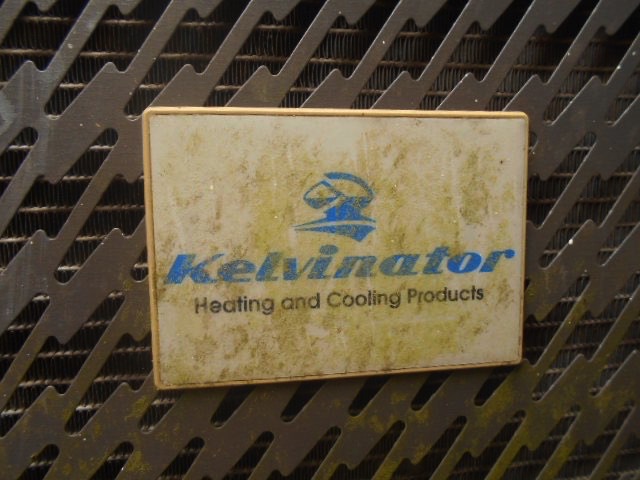 Kelvinator
Heating and Cooling Products